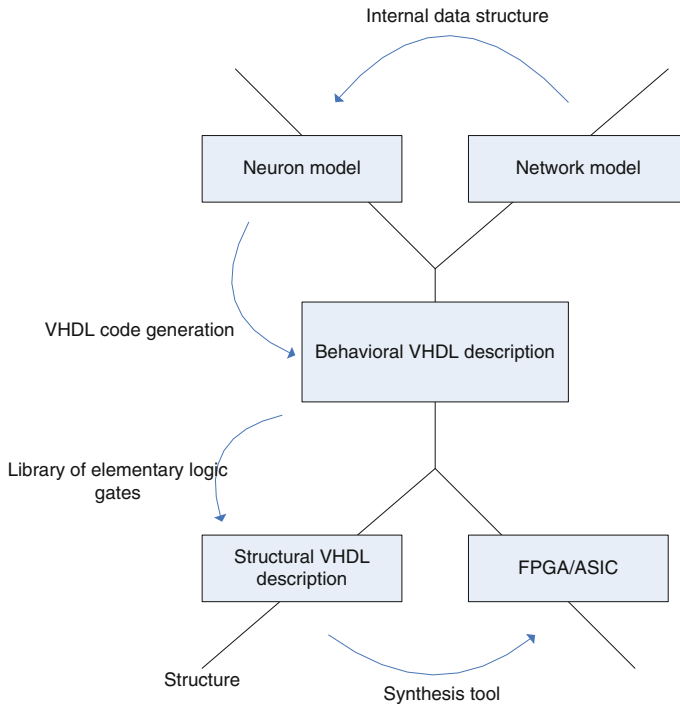 Internal data structure
Neuron model
Network model
VHDL code generation
Behavioral VHDL description
Library of elementary logic
gates
Structural VHDL
description
FPGA/ASIC
Structure
Synthesis tool